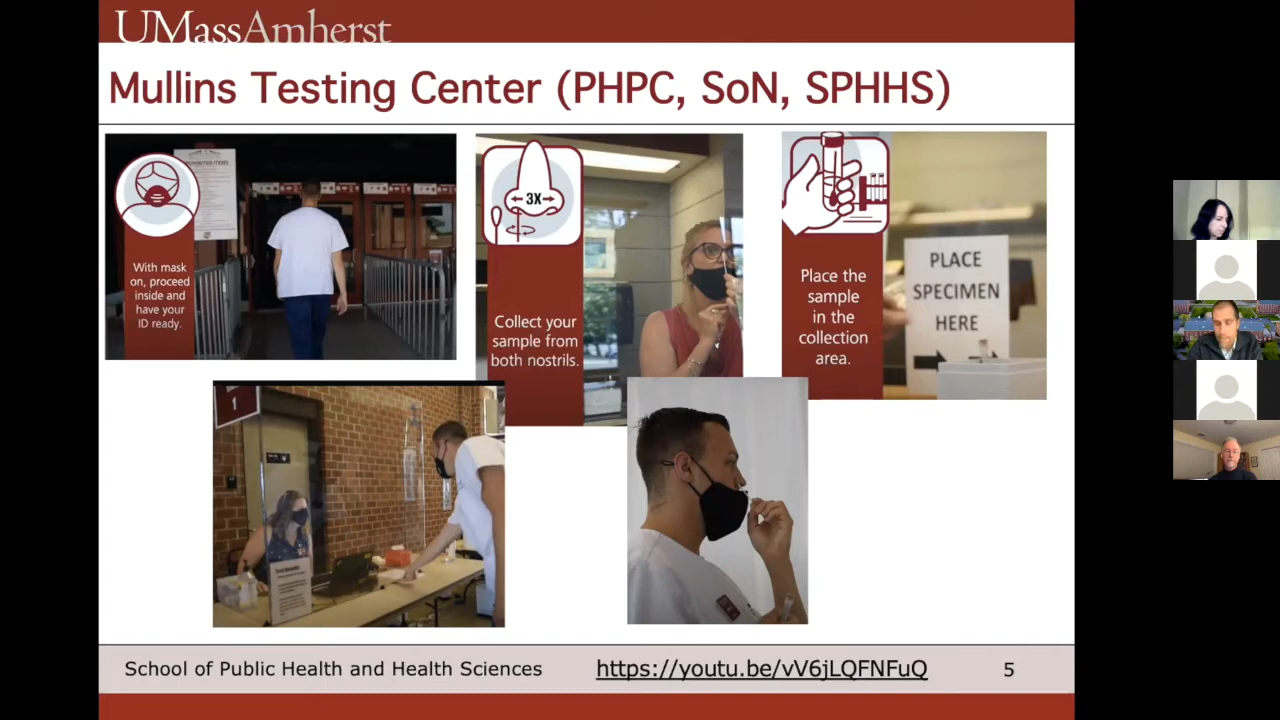 UMassAmherst
Mullins Testing Center (PHPC, SoN, SPHHS)
PROHIBITED ITEMS
With mask
on, proceed
inside and
have your
ID ready.
3X
Collect your
sample from
both nostrils.
Place the
sample
in the
collection
area.
PLACE
SPECIMEN
HERE
1
School of Public Health and Health Sciences
https://youtu.be/vV6jLQFNFuQ
5